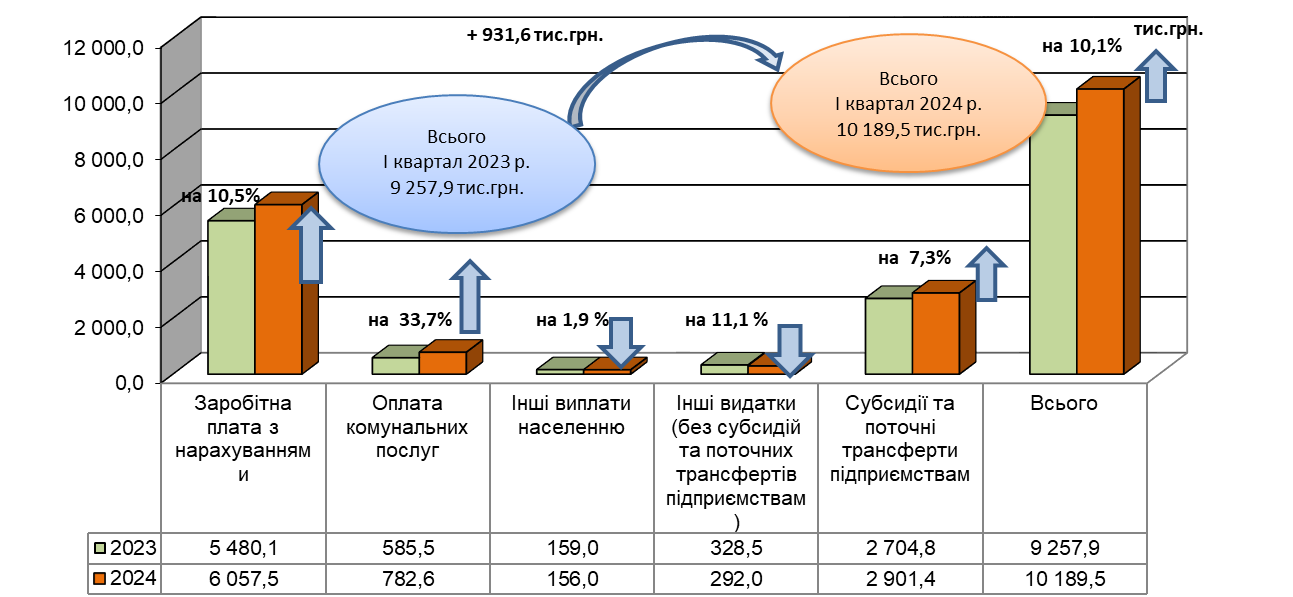 + 931,6 тис.грн.
тис.грн.
12 000,0
10 000,0
8 000,0
6 000,0
4 000,0
2 000,0
0,0
Всього
І квартал 2023 р.
9 257,9 тис.грн.
Всього
І квартал 2024 р.
10 189,5 тис.грн.
на 10,5%
на 33,7%
на 1,9 %
на 11,1 %
на 7,3%
на 10,1%
Заробітна
плата з
нарахуванням
и
Оплата
комунальних
послуг
Інші виплати
населенню
Інші видатки
(без субсидій
та поточних
трансфертів
підприємствам
)
Субсидії та
поточні
трансферти
підприємствам
Всього
2023 5 480,1 585,5 159,0 328,5 2 704,8 9 257,9
2024 6 057,5 782,6 156,0 292,0 2 901,4 10 189,5